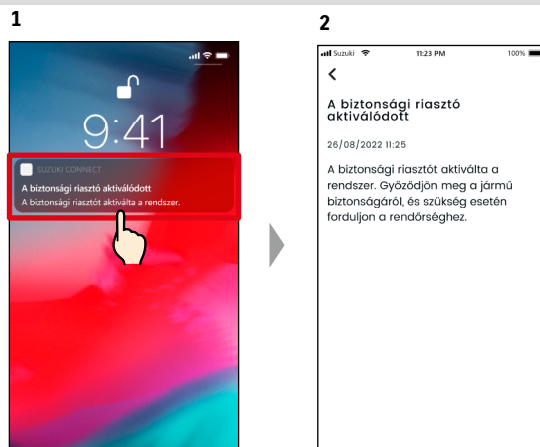 1
9:41
SUZUKI CONNECT
A biztonsági riasztó aktiválódott
A biztonsági riasztót aktiválta a rendszer.
2
Suzuki 11:23 PM 100%
A biztonsági riasztó
aktiválódott
26/08/2022 11:25
A biztonsági riasztót aktiválta a
rendszer. Győződjön meg a jármű
biztonságáról, és szükség esetén
forduljon a rendőrséghez.